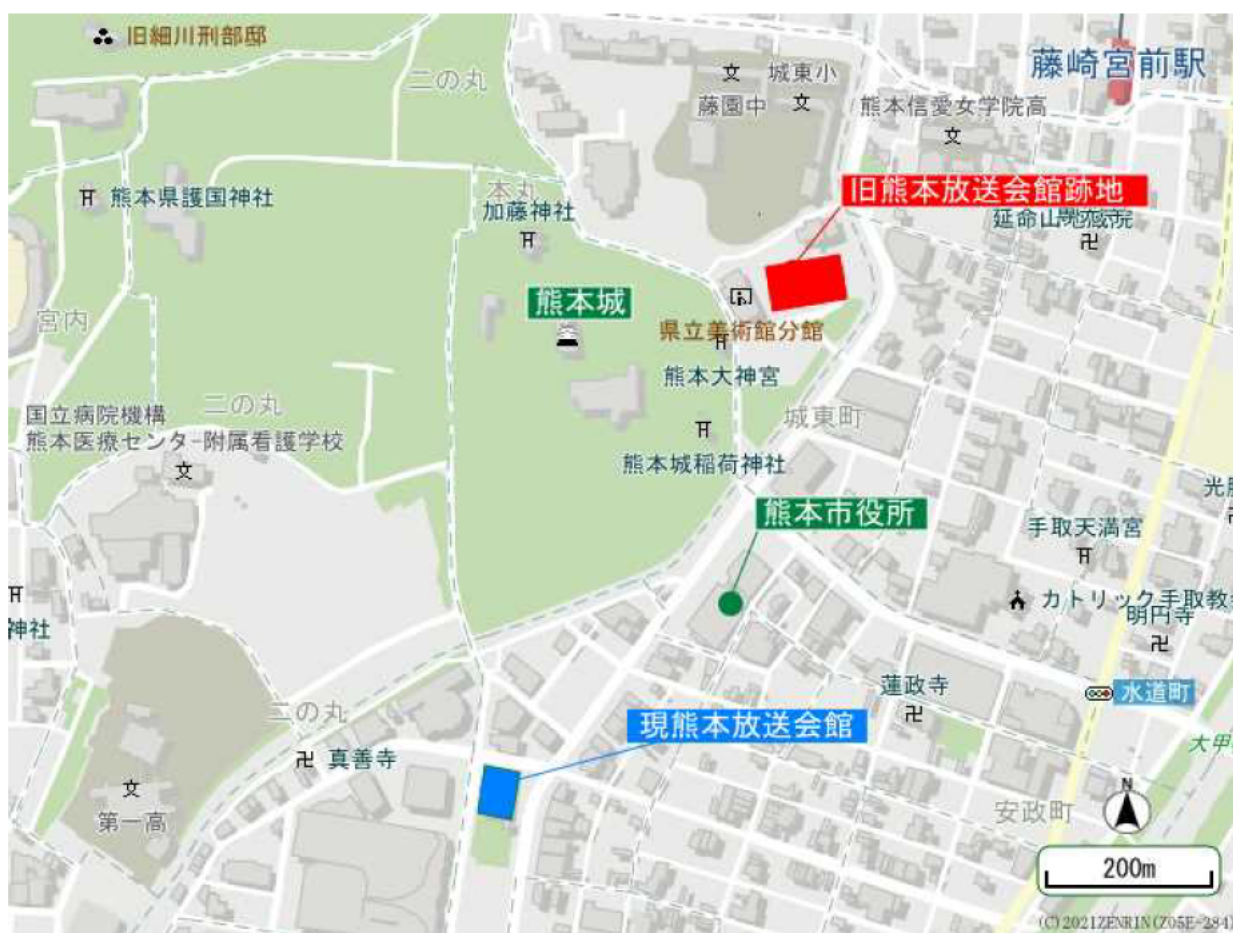 旧細川刑部邸
二の丸
城東小
藤園中
藤崎宮前駅
熊本信愛女学院高
熊本県護国神社
本丸
加藤神社
旧熊本放送会館跡地
延命山地蔵院
宮内
熊本城
県立美術館分館
熊本大神宮
国立病院機構
熊本医療センター附属看護学校
二の丸
城東町
熊本城稲荷神社
熊本市役所
手取天満宮
カトリック手取教
明円寺
神社
蓮政寺
水道町
二の丸
現熊本放送会館
真善寺
大甲
第一高
安政町
N
200m
(C)2021ZENRIN(Z05E-284)